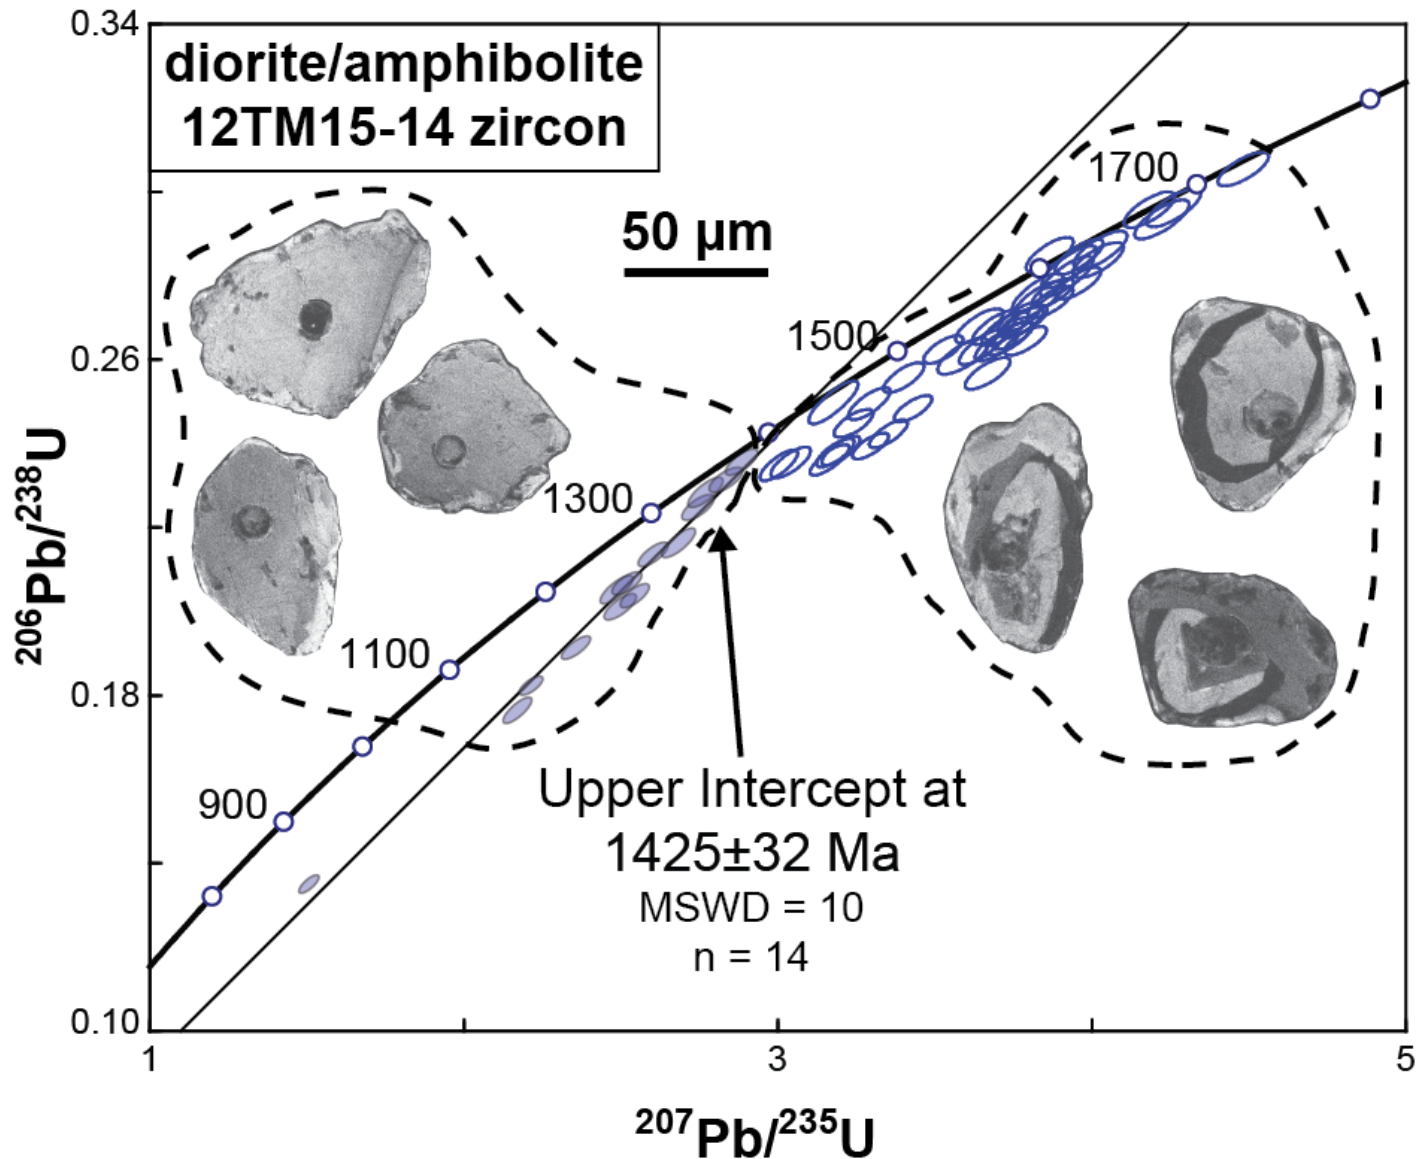 0.34
diorite/amphibolite
12TM15-14 zircon
1700
50 µm
1500
0.26
1300
²⁰⁶Pb/²³⁸U
1100
0.18
Upper Intercept at
900
1425±32 Ma
MSWD = 10
n = 14
0.10
1 3 5
²⁰⁷Pb/²³⁵U